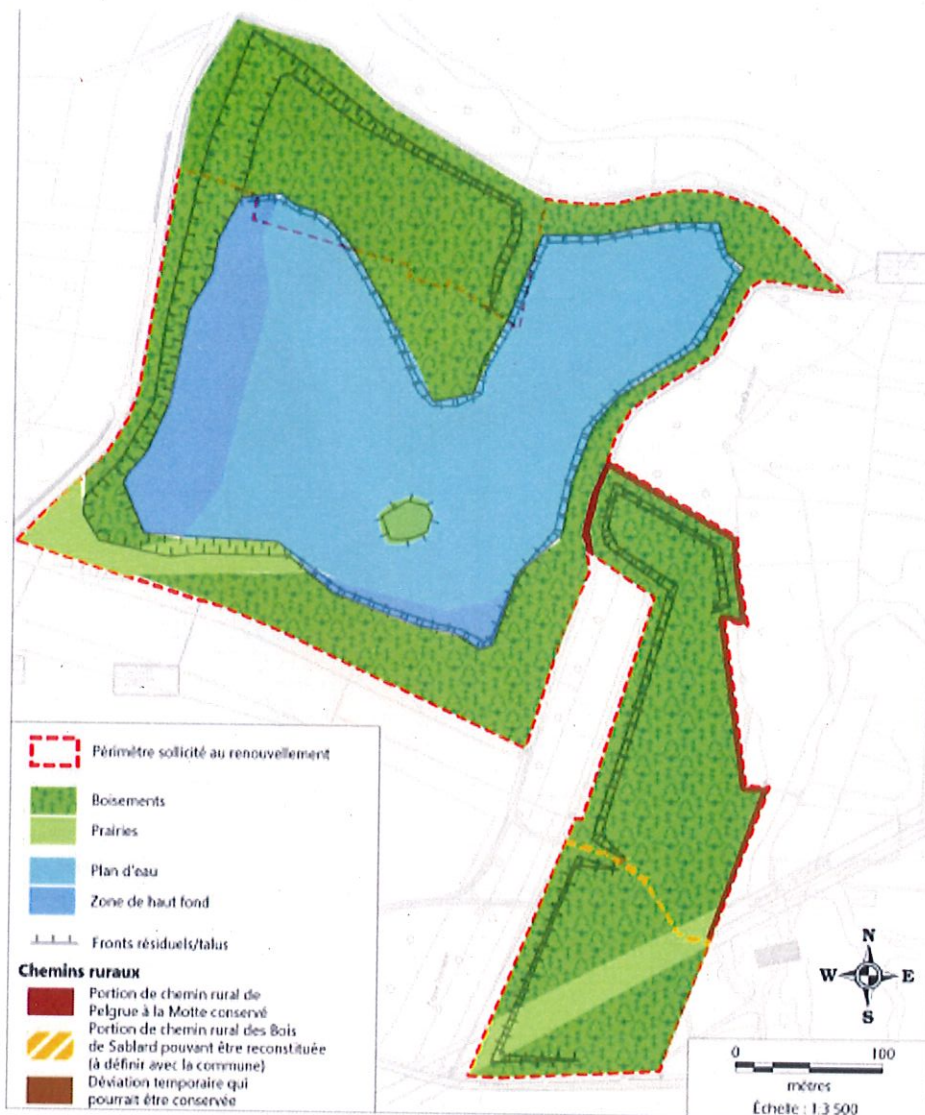 Périmètre sollicité au renouvellement
Boisements
Prairies
Plan d'eau
Zone de haut fond
Fronts résiduels/talus
Chemins ruraux
Portion de chemin rural de
Pelgrue à la Motte conservé
Portion de chemin rural des Bois
de Sablard pouvant être reconstituée
(à définir avec la commune)
Déviation temporaire qui
pourrait être conservée
N
W E
S
0 100
mètres
Échelle : 1:3 500